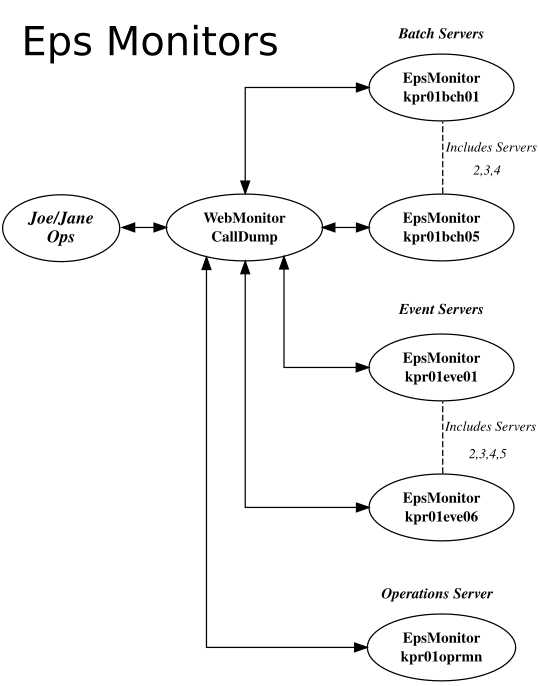 Eps Monitors
Batch Servers
EpsMonitor
kpr01bch01
Includes Servers
2,3,4
Joe/Jane
Ops
WebMonitor
CallDump
EpsMonitor
kpr01bch05
Event Servers
EpsMonitor
kpr01eve01
Includes Servers
2,3,4,5
EpsMonitor
kpr01eve06
Operations Server
EpsMonitor
kpr01oprmn